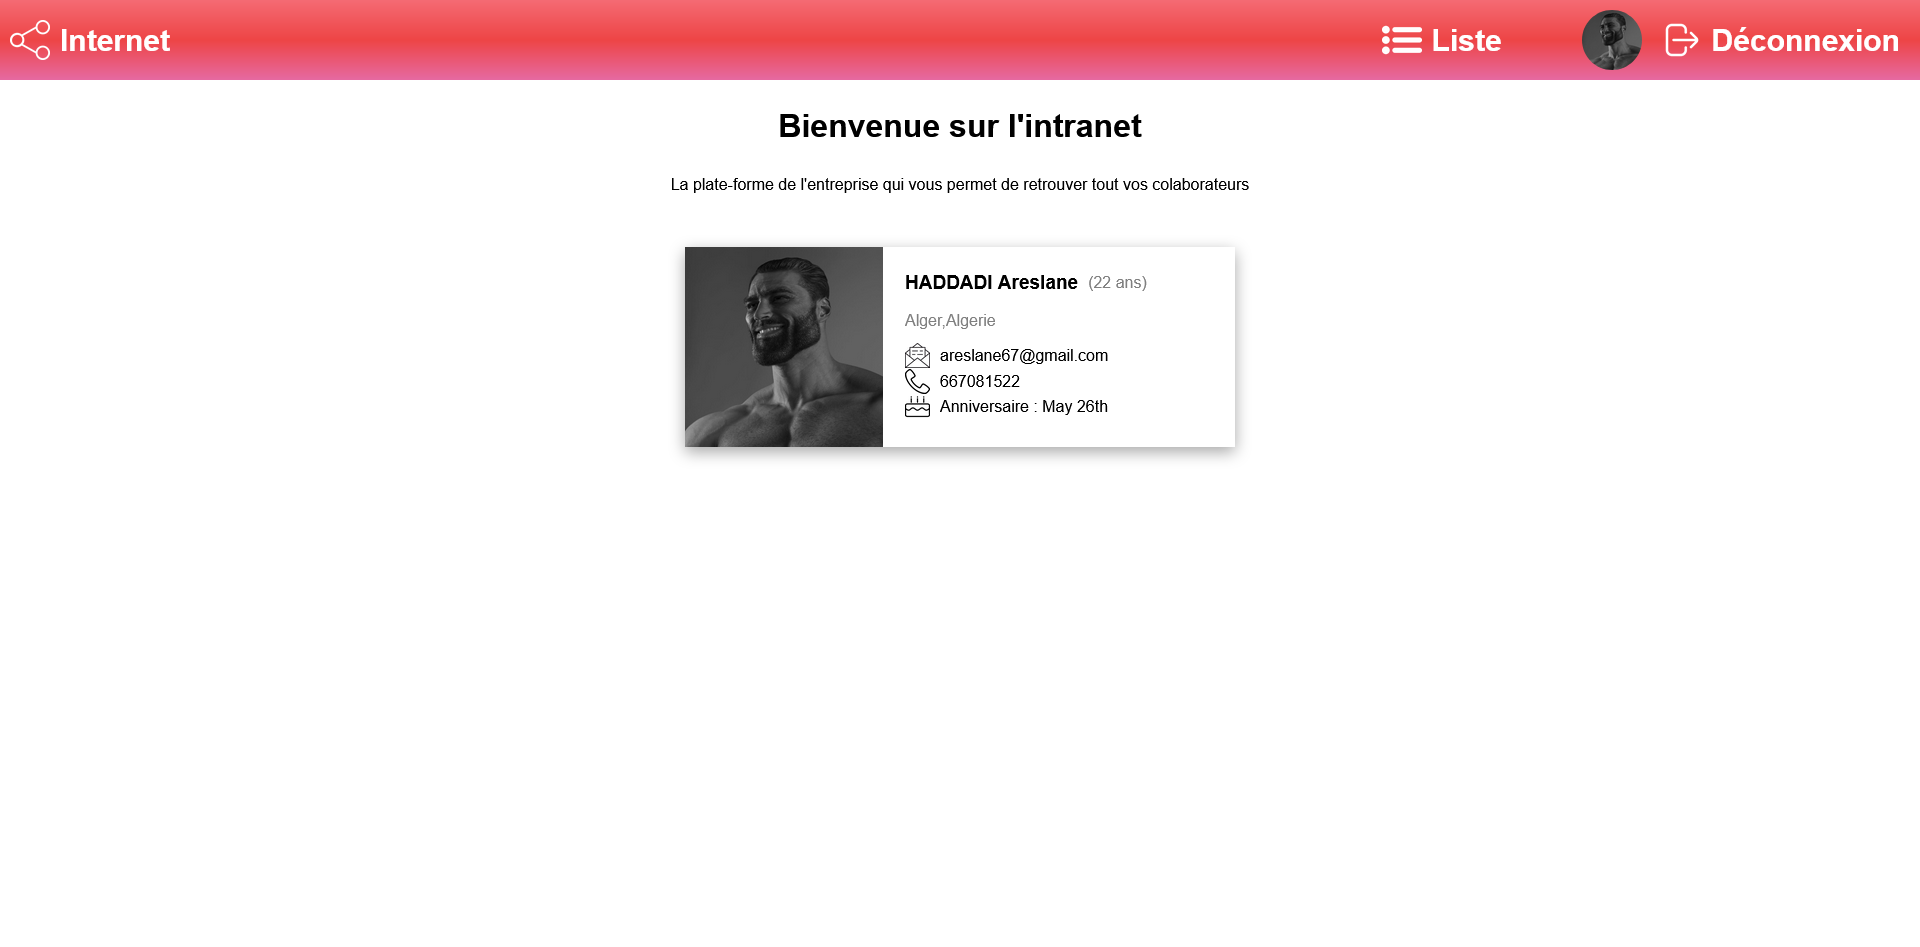 Internet
Liste
Déconnexion
Bienvenue sur l'intranet
La plate-forme de l'entreprise qui vous permet de retrouver tout vos colaborateurs
HADDADI Areslane (22 ans)
Alger,Algerie
areslane67@gmail.com
667081522
Anniversaire : May 26th